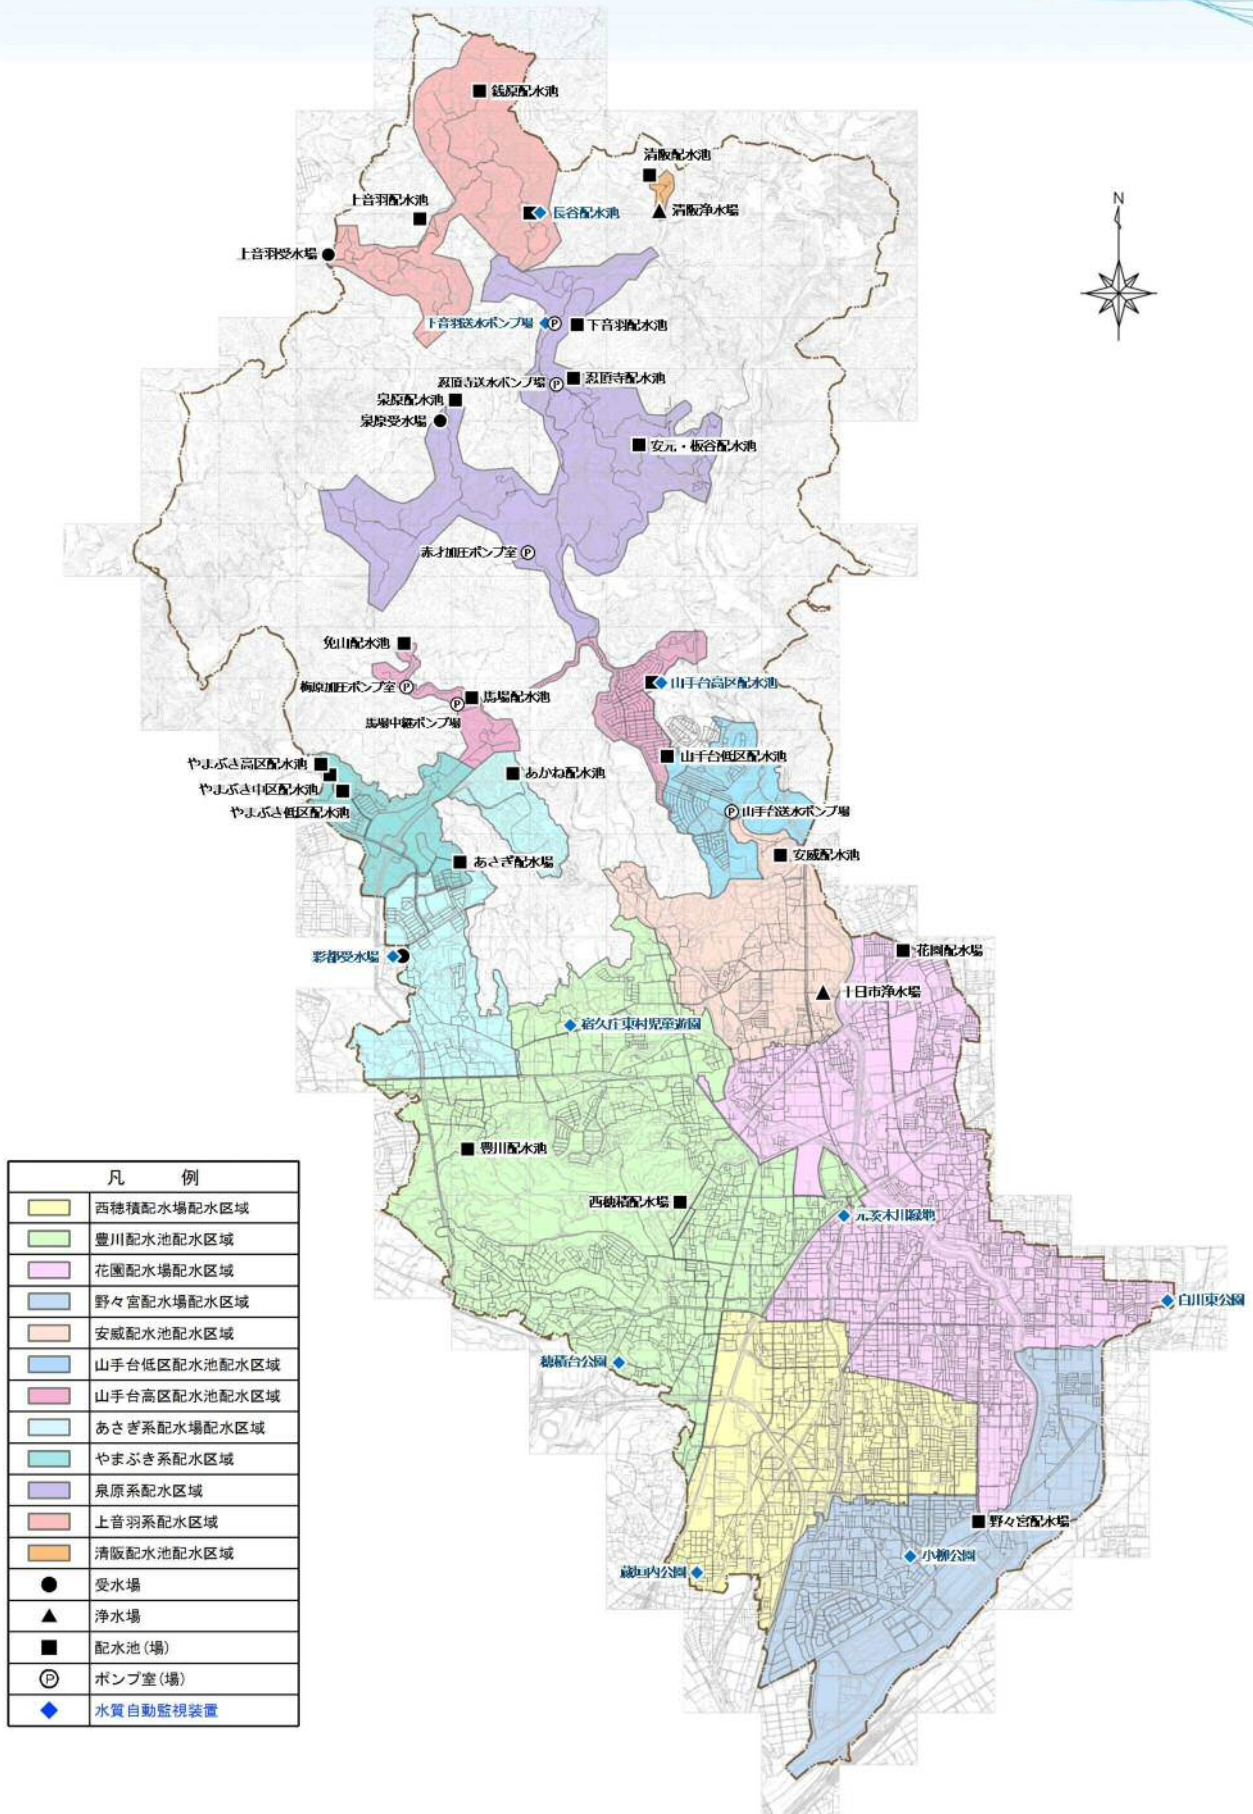 N
銭原配水池
清阪配水池
上音羽配水池
長谷配水池
清阪浄水場
上音羽受水場
下音羽送水ポンプ場
P
下音羽配水池
忍頂寺送水ポンプ場
P
忍頂寺配水池
泉原配水池
泉原受水場
安元・板谷配水池
赤才加圧ポンプ室
P
免山配水池
梅原加圧ポンプ室
P
馬場配水池
P
馬場中継ポンプ場
山手台高区配水池
やまぶき高区配水池
あかね配水池
山手台低区配水池
やまぶき中区配水池
やまぶき低区配水池
P
山手台送水ポンプ場
あさぎ配水場
安威配水池
彩都受水場
花園配水場
十日市浄水場
宿久庄東村児童遊園
豊川配水池
西穂積配水場
元茨木川緑地
白川東公園
穂積台公園
野々宮配水場
小柳公園
蔵垣内公園
凡 例
西穂積配水場配水区域
豊川配水池配水区域
花園配水場配水区域
野々宮配水場配水区域
安威配水池配水区域
山手台低区配水池配水区域
山手台高区配水池配水区域
あさぎ系配水場配水区域
やまぶき系配水区域
泉原系配水区域
上音羽系配水区域
清阪配水池配水区域
受水場
浄水場
配水池(場)
P ポンプ室(場)
水質自動監視装置